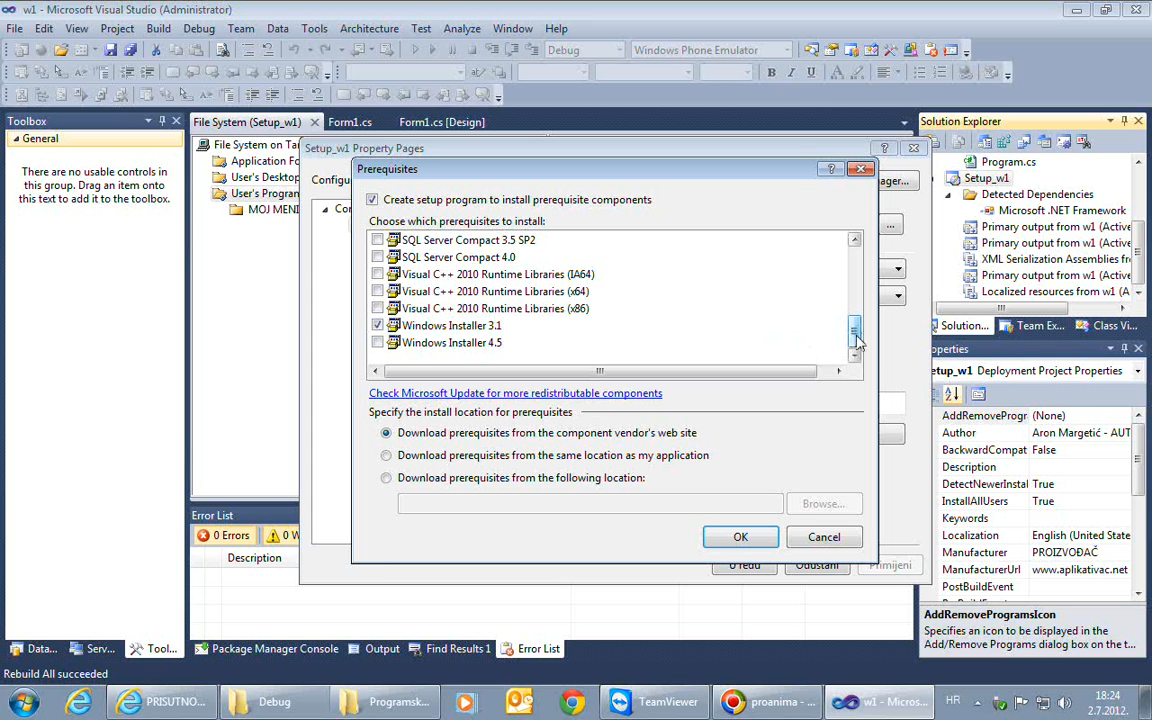 w1 - Microsoft Visual Studio (Administrator)
File Edit View Project Build Debug Team Data Tools Architecture Test Analyze Window Help
Debug Windows Phone Emulator
Toolbox
General
There are no usable controls in
this group. Drag an item onto
this text to add it to the toolbox.
File System (Setup_w1) Form1.cs Form1.cs [Design]
File System on Tar
Application Fo
User's Desktop
User's Program
MOJ MENI
Setup_w1 Property Pages
Configu
Co
ager...
...
Prerequisites
Create setup program to install prerequisite components
Choose which prerequisites to install:
SQL Server Compact 3.5 SP2
SQL Server Compact 4.0
Visual C++ 2010 Runtime Libraries (IA64)
Visual C++ 2010 Runtime Libraries (x64)
Visual C++ 2010 Runtime Libraries (x86)
Windows Installer 3.1
Windows Installer 4.5
Check Microsoft Update for more redistributable components
Specify the install location for prerequisites
Download prerequisites from the component vendor's web site
Download prerequisites from the same location as my application
Download prerequisites from the following location:
Browse...
OK Cancel
U redu Odustani Primijeni
Solution Explorer
Program.cs
Setup_w1
Detected Dependencies
Microsoft .NET Framework
Primary output from w1 (Active
Primary output from w1 (Active
XML Serialization Assemblies fr
Primary output from w1 (Active
Localized resources from w1 (A
Solution... Team Ex... Class Vi...
operties
etup_w1 Deployment Project Properties
AddRemoveProgr (None)
Author Aron Margetić - AUT
BackwardCompat False
Description
DetectNewerInstal True
InstallAllUsers True
Keywords
Localization English (United State
Manufacturer PROIZVOĐAČ
ManufacturerUrl www.aplikativac.net
PostBuildEvent
AddRemoveProgramsIcon
Specifies an icon to be displayed in the
Add/Remove Programs dialog box on the t...
Error List
0 Errors 0 W
Description
Data... Serv... Tool... Package Manager Console Output Find Results 1 Error List
Rebuild All succeeded
PRISUTNO... Debug Programsk... TeamViewer proanima - ... w1 - Micros... HR
18:24
2.7.2012.